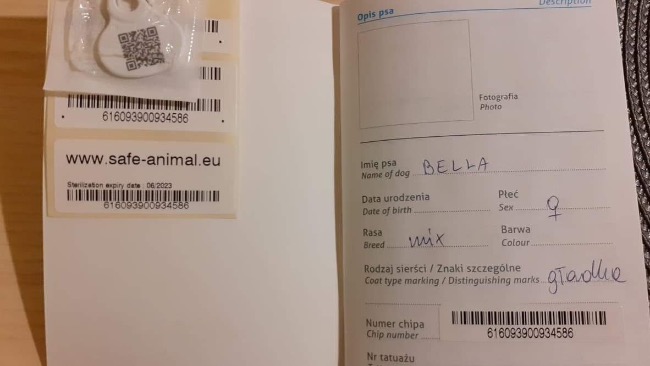 616093900934586
www.safe-animal.eu
Sterilization expiry date : 06/2023
616093900934586
Opis psa
Description
Fotografia
Photo
Imię psa
Name of dog BELLA
Data urodzenia
Date of birth
Płeć
Sex ♀
Rasa
Breed mix
Barwa
Colour
Rodzaj sierści / Znaki szczególne
Coat type marking / Distinguishing marks gładka
Numer chipa
Chip number
616093900934586
Nr tatuażu